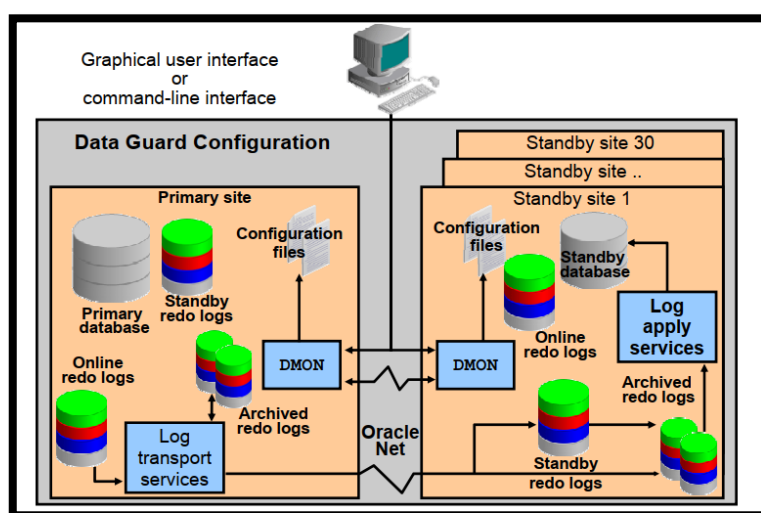 Graphical user interface
or
command-line interface
Data Guard Configuration
Standby site 30
Standby site ..
Standby site 1
Primary site
Configuration
files
Primary
database
Standby
redo logs
Online
redo logs
Archived
redo logs
DMON
Log
transport
services
Oracle
Net
DMON
Configuration
files
Standby
database
Online
redo logs
Log
apply
services
Archived
redo logs
Standby
redo logs